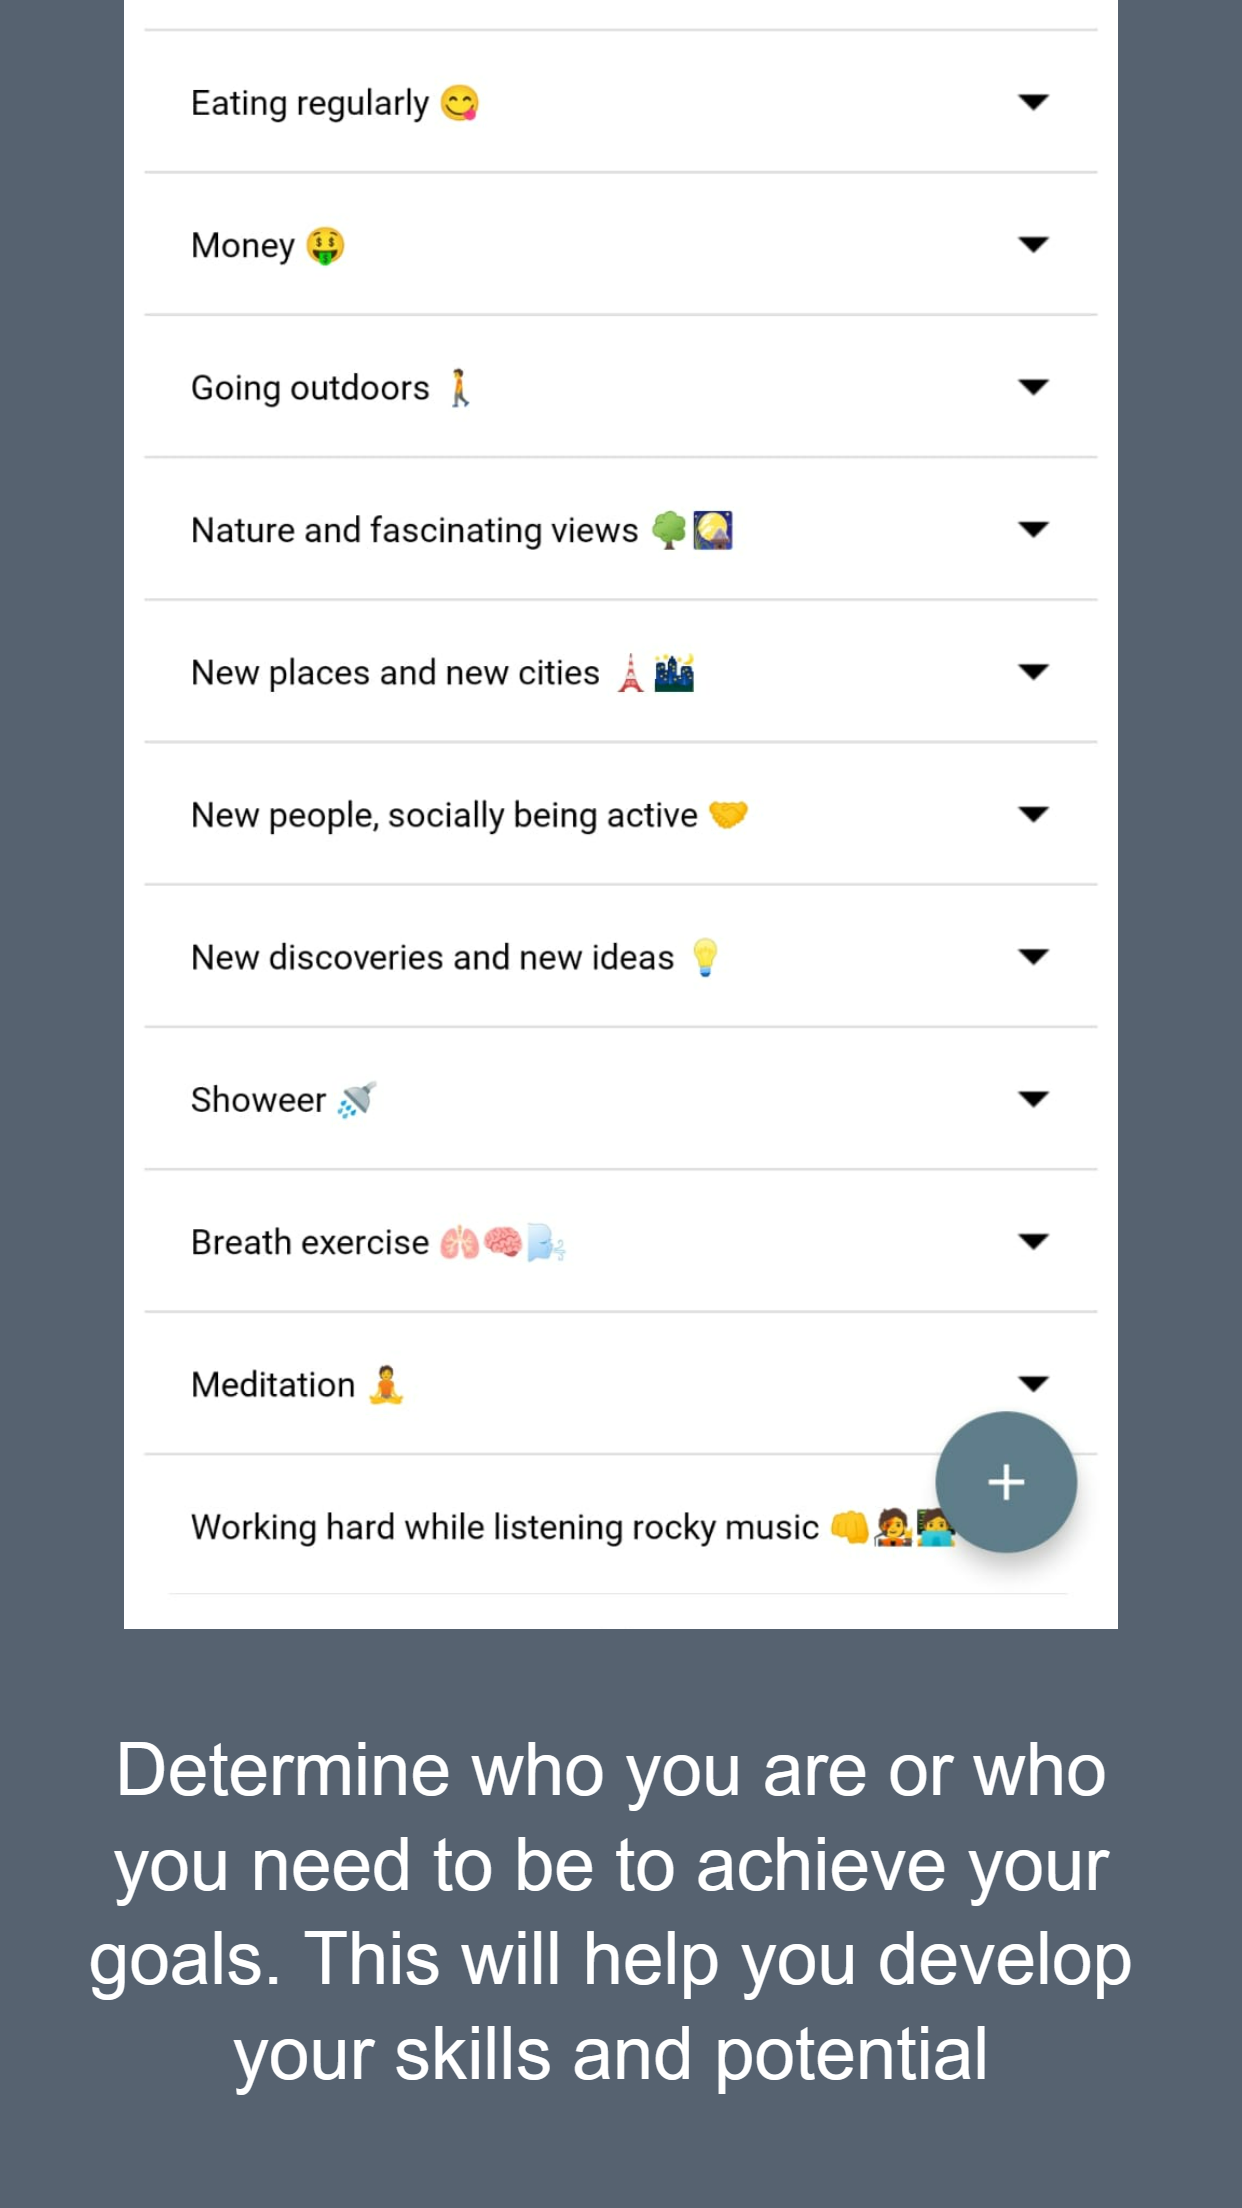 Eating regularly 😋
Money 🤑
Going outdoors 🚶
Nature and fascinating views 🌳🎑
New places and new cities 🗼🌃
New people, socially being active 🤝
New discoveries and new ideas 💡
Showeer 🚿
Breath exercise 🫁🧠🌬️
Meditation 🧘
+
Working hard while listening rocky music 👊🧑‍🎤🧑‍💻
Determine who you are or who
you need to be to achieve your
goals. This will help you develop
your skills and potential